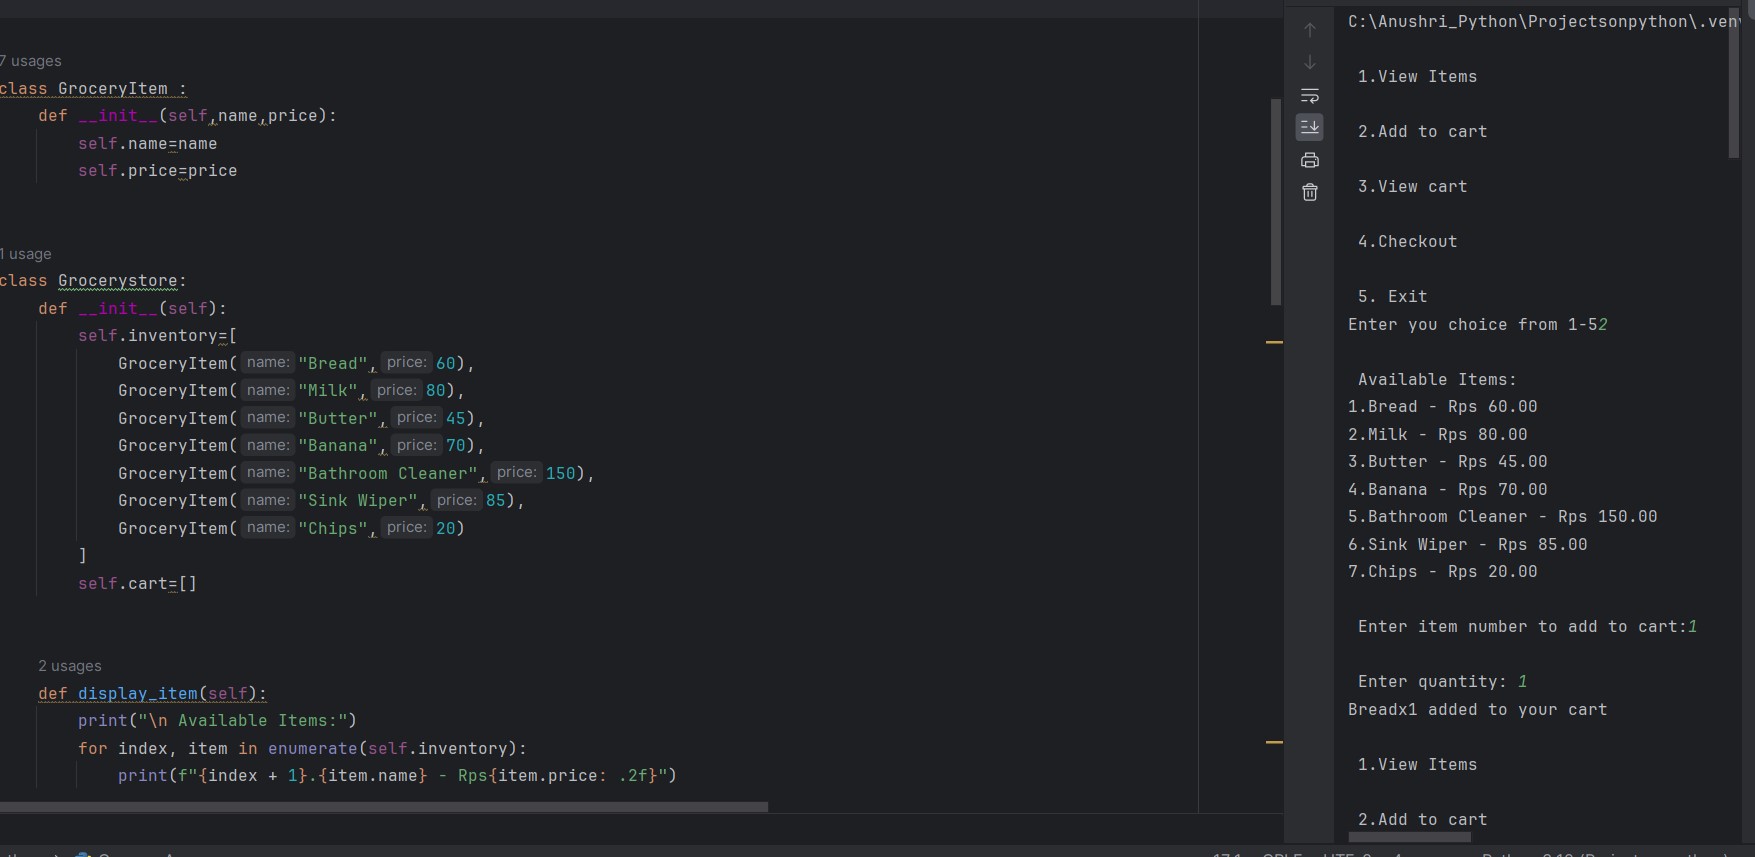 7 usages
class GroceryItem :
def __init__(self,name,price):
self.name=name
self.price=price
1 usage
class Grocerystore:
def __init__(self):
self.inventory=[
GroceryItem( name: "Bread", price: 60),
GroceryItem( name: "Milk", price: 80),
GroceryItem( name: "Butter", price: 45),
GroceryItem( name: "Banana", price: 70),
GroceryItem( name: "Bathroom Cleaner", price: 150),
GroceryItem( name: "Sink Wiper", price: 85),
GroceryItem( name: "Chips", price: 20)
]
self.cart=[]
2 usages
def display_item(self):
print("\n Available Items:")
for index, item in enumerate(self.inventory):
print(f"{index + 1}.{item.name} - Rps{item.price: .2f}")
C:\Anushri_Python\Projectsonpython\.venv
1.View Items
2.Add to cart
3.View cart
4.Checkout
5. Exit
Enter you choice from 1-52
Available Items:
1.Bread - Rps 60.00
2.Milk - Rps 80.00
3.Butter - Rps 45.00
4.Banana - Rps 70.00
5.Bathroom Cleaner - Rps 150.00
6.Sink Wiper - Rps 85.00
7.Chips - Rps 20.00
Enter item number to add to cart:1
Enter quantity: 1
Breadx1 added to your cart
1.View Items
2.Add to cart